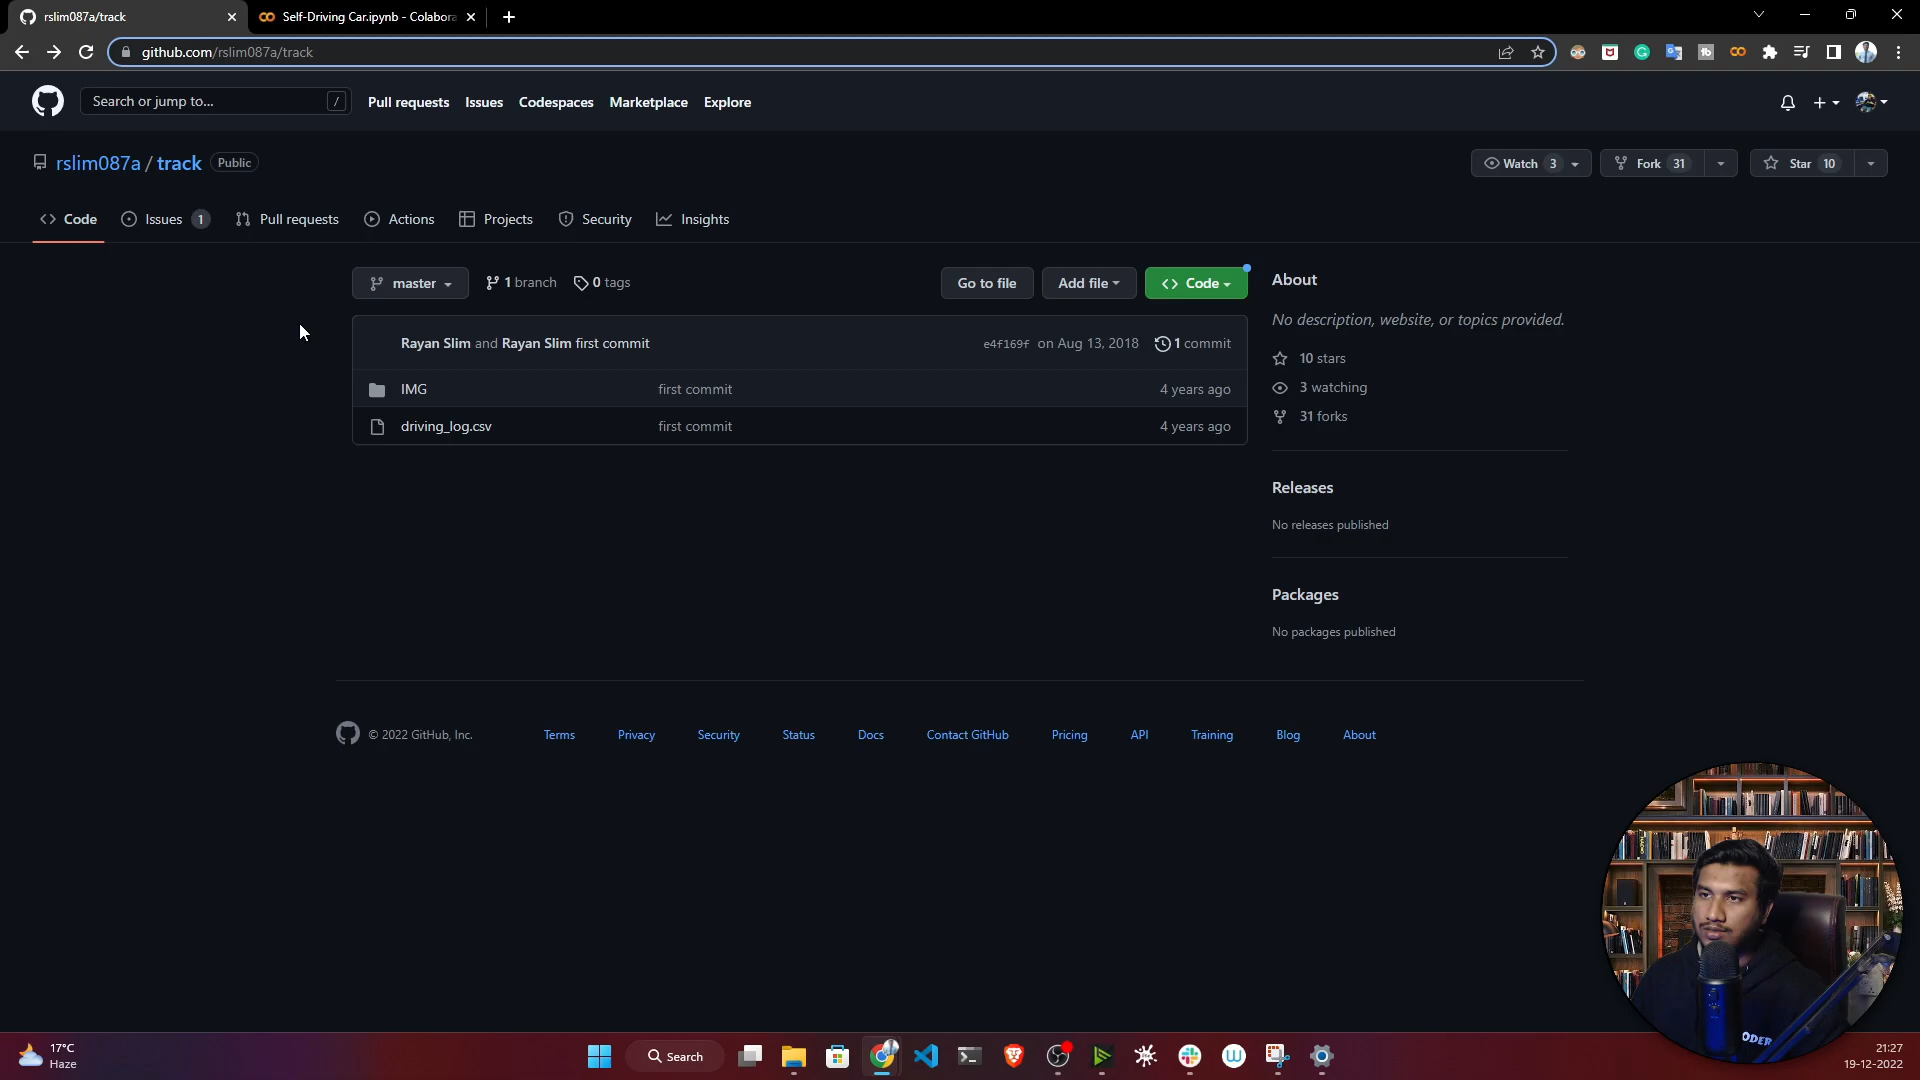 rslim087a/track
Self-Driving Car.ipynb - Colabora
github.com/rslim087a/track
Search or jump to... /
Pull requests Issues Codespaces Marketplace Explore
rslim087a / track Public
Watch 3
Fork 31
Star 10
Code
Issues 1
Pull requests
Actions
Projects
Security
Insights
master
1 branch
0 tags
Go to file
Add file
Code
Rayan Slim and Rayan Slim first commit
e4f169f on Aug 13, 2018
1 commit
IMG first commit 4 years ago
driving_log.csv first commit 4 years ago
About
No description, website, or topics provided.
10 stars
3 watching
31 forks
Releases
No releases published
Packages
No packages published
© 2022 GitHub, Inc.
Terms Privacy Security Status Docs Contact GitHub Pricing API Training Blog About
ODER
17°C
Haze
Search
21:27
19-12-2022